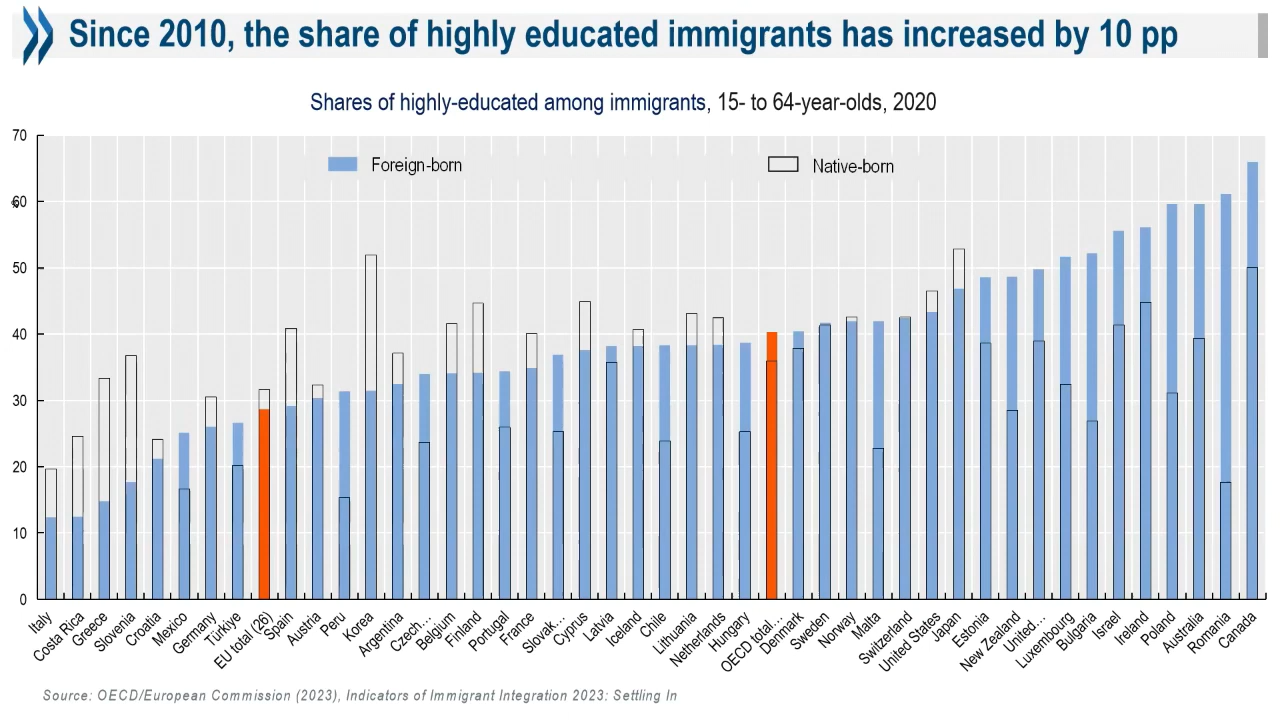 Since 2010, the share of highly educated immigrants has increased by 10 pp
Shares of highly-educated among immigrants, 15- to 64-year-olds, 2020
Foreign-born
Native-born
%
70
60
50
40
30
20
10
0
Italy
Costa Rica
Greece
Slovenia
Croatia
Mexico
Germany
Türkiye
EU total (26)
Spain
Austria
Peru
Korea
Argentina
Czech...
Belgium
Finland
Portugal
France
Slovak...
Cyprus
Latvia
Iceland
Chile
Lithuania
Netherlands
Hungary
OECD total...
Denmark
Sweden
Norway
Malta
Switzerland
United States
Japan
Estonia
New Zealand
United...
Luxembourg
Bulgaria
Israel
Ireland
Poland
Australia
Romania
Canada
Source: OECD/European Commission (2023), Indicators of Immigrant Integration 2023: Settling In